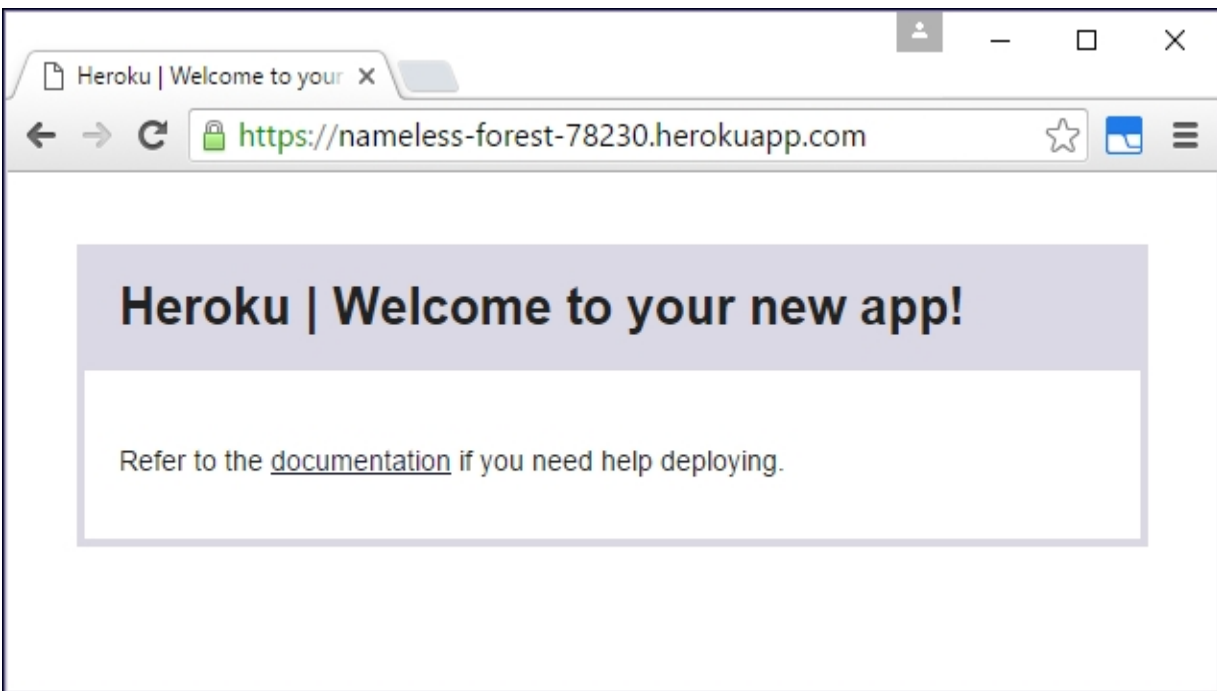 Heroku | Welcome to your
https://nameless-forest-78230.herokuapp.com
Heroku | Welcome to your new app!
Refer to the documentation if you need help deploying.